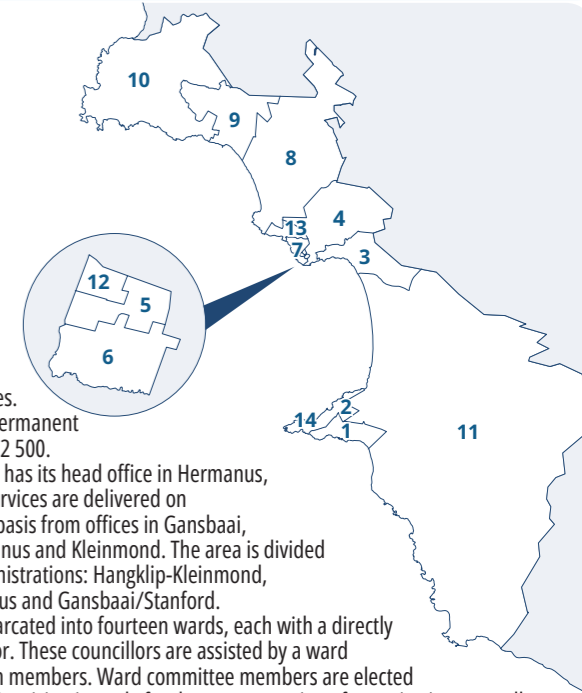 10
9
8
4
13
7
3
12
5
6
2
14
1
11
es.
ermanent
2 500.
has its head office in Hermanus,
ervices are delivered on
basis from offices in Gansbaai,
anus and Kleinmond. The area is divided
nistrations: Hangklip-Kleinmond,
us and Gansbaai/Stanford.
arcated into fourteen wards, each with a directly
or. These councillors are assisted by a ward
n members. Ward committee members are elected